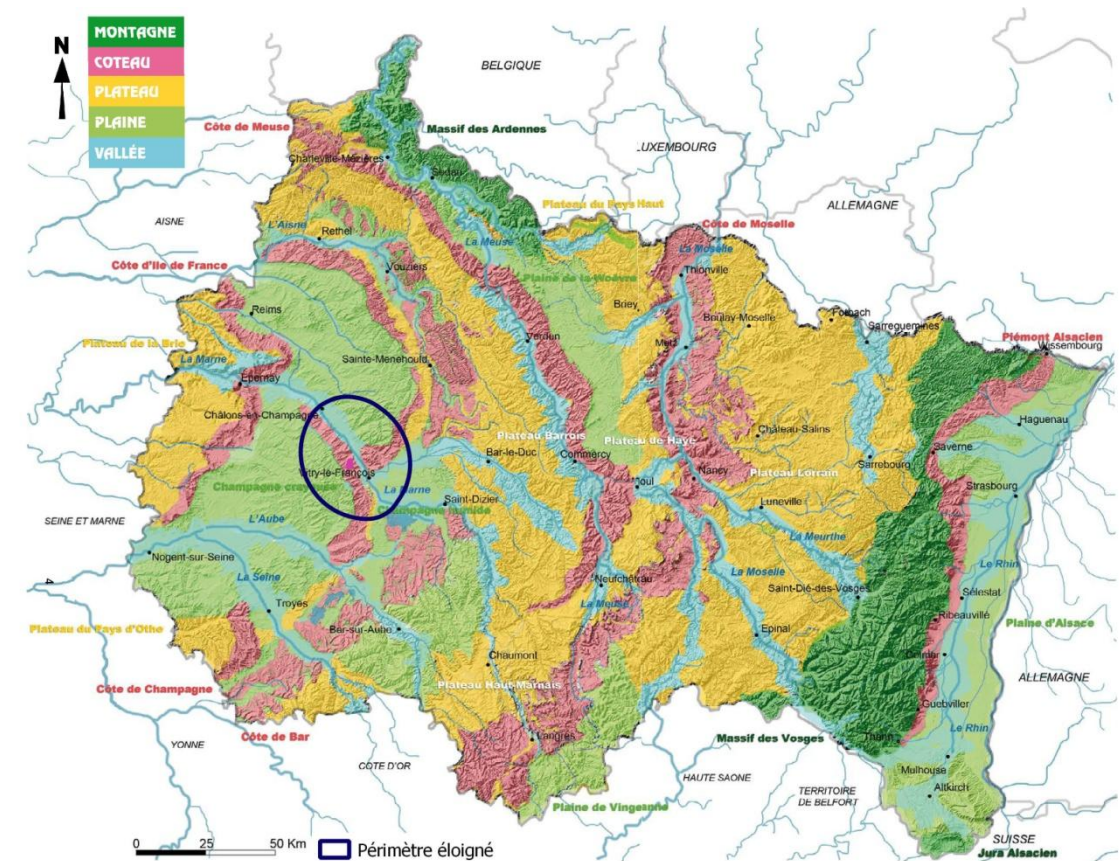 N
MONTAGNE
COTEAU
PLATEAU
PLAINE
VALLÉE
BELGIQUE
LUXEMBOURG
ALLEMAGNE
AISNE
Côte de Meuse
Massif des Ardennes
Charleville-Mézières
Sedan
Plateau du Pays Haut
Côte de Moselle
L'Aisne
Rethel
La Meuse
La Moselle
Thionville
Côte d'Ile de France
Vouziers
Plaine de la Woëvre
Briey
Boulay-Moselle
Forbach
Sarreguemines
Reims
Verdun
Metz
Piémont Alsacien
Wissembourg
Plateau de la Brie
La Marne
Sainte-Menehould
Epernay
Châlons-en-Champagne
Château-Salins
Haguenau
Plateau Barrois
Plateau de Haye
Bar-le-Duc
Commercy
Saverne
Vitry-le-François
Nancy
Plateau Lorrain
Sarrebourg
Champagne crayeuse
La Marne
Saint-Dizier
Toul
Strasbourg
Champagne humide
Luneville
SEINE ET MARNE
L'Aube
La Meurthe
Nogent-sur-Seine
Le Rhin
La Seine
Neufchâteau
La Moselle
Saint-Dié-des-Vosges
Sélestat
Troyes
La Meuse
Ribeauvillé
Plaine d'Alsace
Plateau du Pays d'Othe
Bar-sur-Aube
Epinal
Colmar
Chaumont
ALLEMAGNE
Côte de Champagne
Plateau Haut-Marnais
Guebviller
Côte de Bar
Langres
Massif des Vosges
Thann
Le Rhin
YONNE
COTE D'OR
Mulhouse
HAUTE SAONE
Altkirch
TERRITOIRE
DE BELFORT
Plaine de Vingeanne
SUISSE
Jura Alsacien
0 25 50 Km
Périmètre éloigné